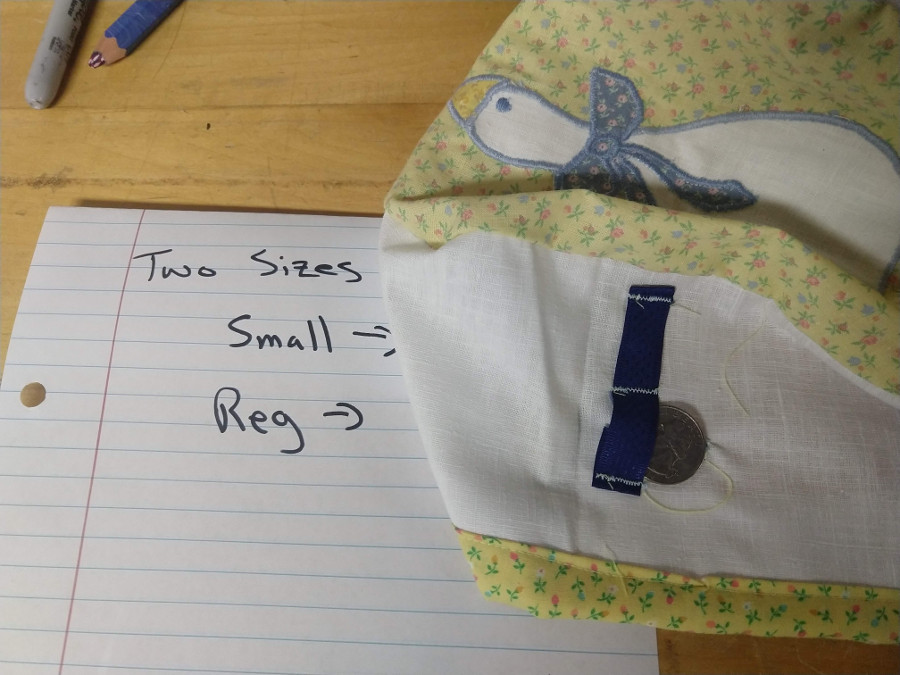 Two Sizes
Small →
Reg →